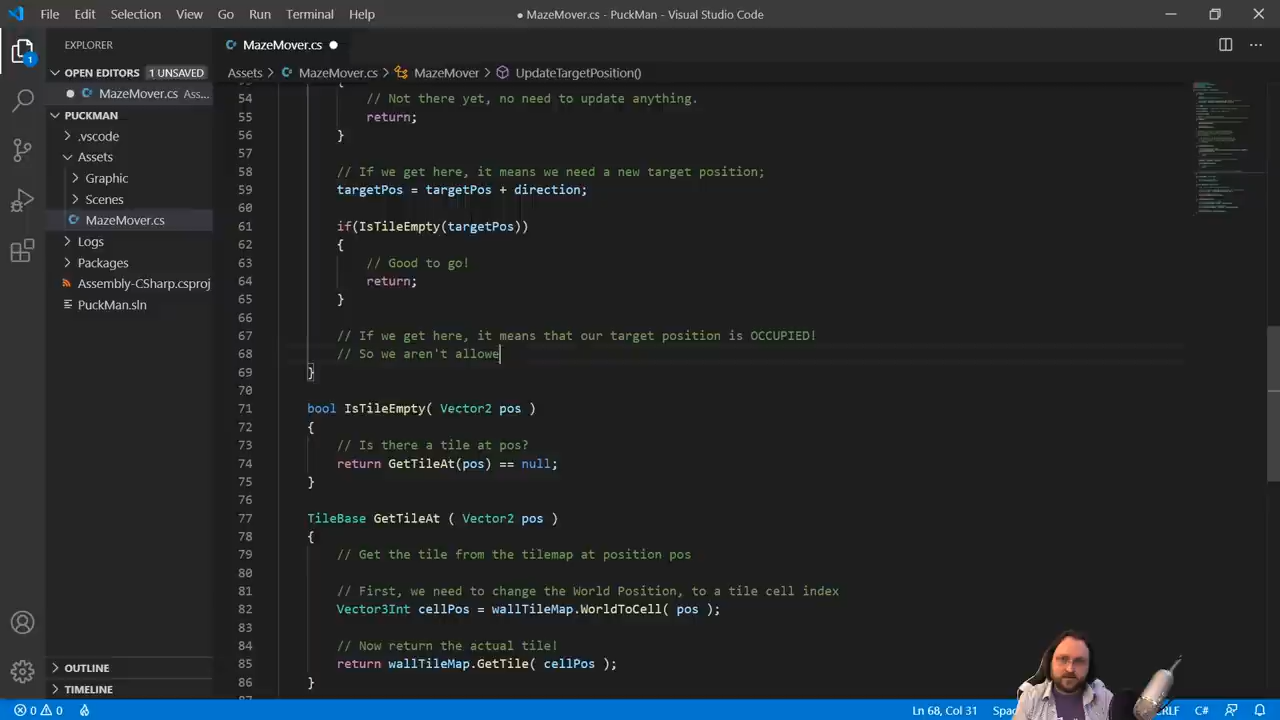 File Edit Selection View Go Run Terminal Help
● MazeMover.cs - PuckMan - Visual Studio Code
EXPLORER
MazeMover.cs ●
OPEN EDITORS 1 UNSAVED
● MazeMover.cs Ass...
PUCKMAN
.vscode
Assets
Graphic
Scenes
MazeMover.cs
Logs
Packages
Assembly-CSharp.csproj
PuckMan.sln
OUTLINE
TIMELINE
1
Assets > MazeMover.cs > MazeMover > UpdateTargetPosition()
{
54 // Not there yet, no need to update anything.
55 return;
56 }
57
58 // If we get here, it means we need a new target position;
59 targetPos = targetPos + direction;
60
61 if(IsTileEmpty(targetPos))
62 {
63 // Good to go!
64 return;
65 }
66
67 // If we get here, it means that our target position is OCCUPIED!
68 // So we aren't allowe
69 }
70
71 bool IsTileEmpty( Vector2 pos )
72 {
73 // Is there a tile at pos?
74 return GetTileAt(pos) == null;
75 }
76
77 TileBase GetTileAt ( Vector2 pos )
78 {
79 // Get the tile from the tilemap at position pos
80
81 // First, we need to change the World Position, to a tile cell index
82 Vector3Int cellPos = wallTileMap.WorldToCell( pos );
83
84 // Now return the actual tile!
85 return wallTileMap.GetTile( cellPos );
86 }
0 0 Ln 68, Col 31 Spac CRLF C#